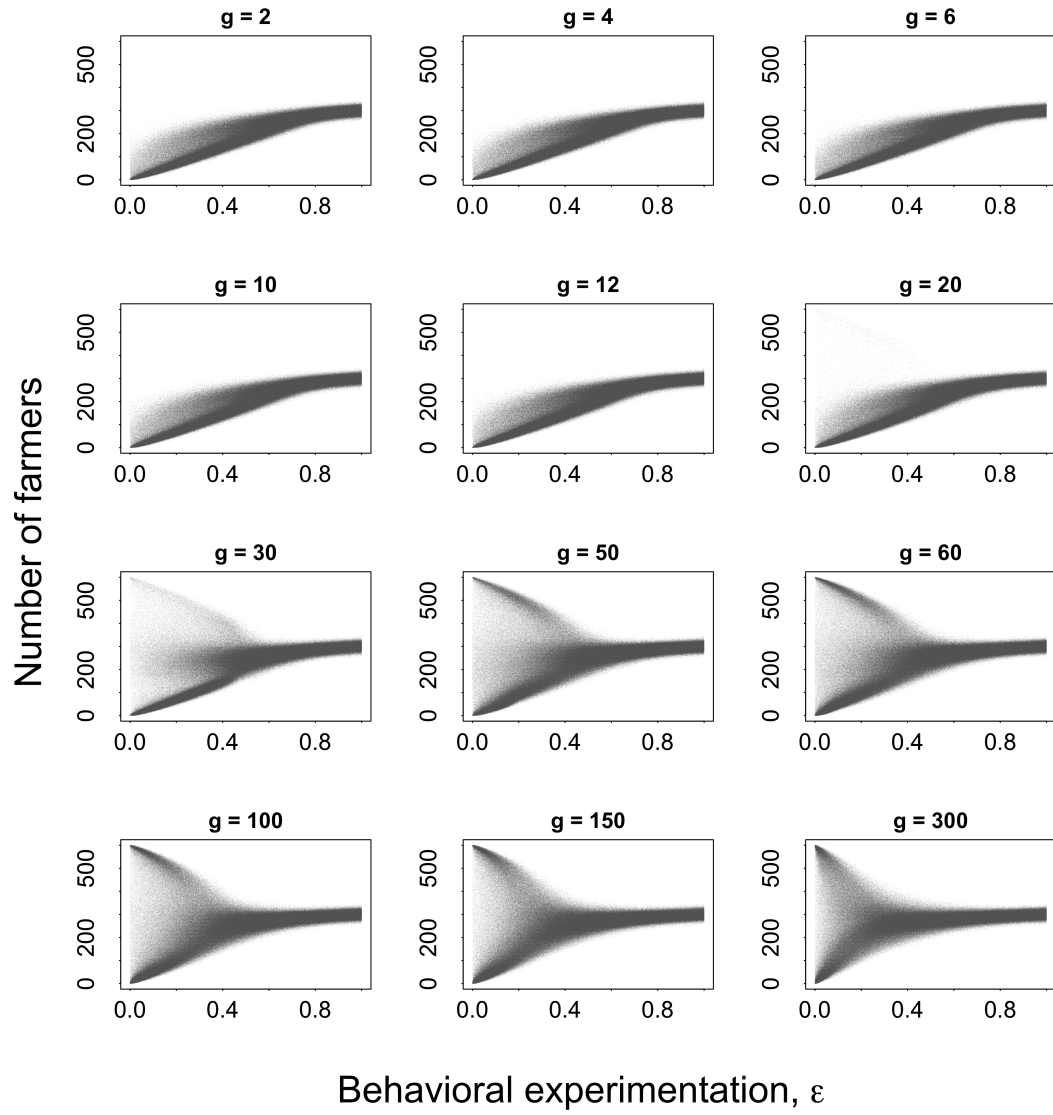 g = 2
g = 4
g = 6
0 200 500
0 200 500
0 200 500
0.0 0.4 0.8
0.0 0.4 0.8
0.0 0.4 0.8
g = 10
g = 12
g = 20
0 200 500
0 200 500
0 200 500
0.0 0.4 0.8
0.0 0.4 0.8
0.0 0.4 0.8
Number of farmers
g = 30
g = 50
g = 60
0 200 500
0 200 500
0 200 500
0.0 0.4 0.8
0.0 0.4 0.8
0.0 0.4 0.8
g = 100
g = 150
g = 300
0 200 500
0 200 500
0 200 500
0.0 0.4 0.8
0.0 0.4 0.8
0.0 0.4 0.8
Behavioral experimentation, ε